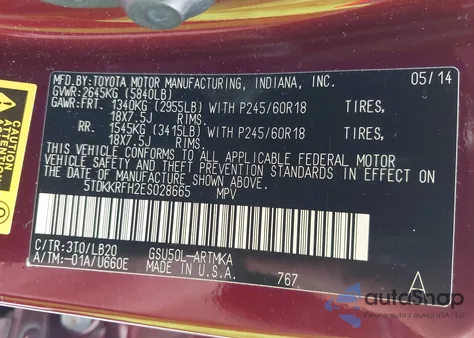 MFD.BY:TOYOTA MOTOR MANUFACTURING, INDIANA, INC. 05/14
GVWR:2645KG (5840LB)
GAWR:FRT. 1340KG (2955LB) WITH P245/60R18 TIRES,
18X7.5J RIMS.
RR. 1545KG (3415LB) WITH P245/60R18 TIRES,
18X7.5J RIMS.
THIS VEHICLE CONFORMS TO ALL APPLICABLE FEDERAL MOTOR
VEHICLE SAFETY AND THEFT PREVENTION STANDARDS IN EFFECT ON
THE DATE OF MANUFACTURE SHOWN ABOVE.
5TDKKRFH2ES028665 MPV
C/TR:3T0/LB20 GSU50L-ARTMKA
A/TM:-01A/U660E MADE IN U.S.A. 767 A
CAUTION
autoSnap